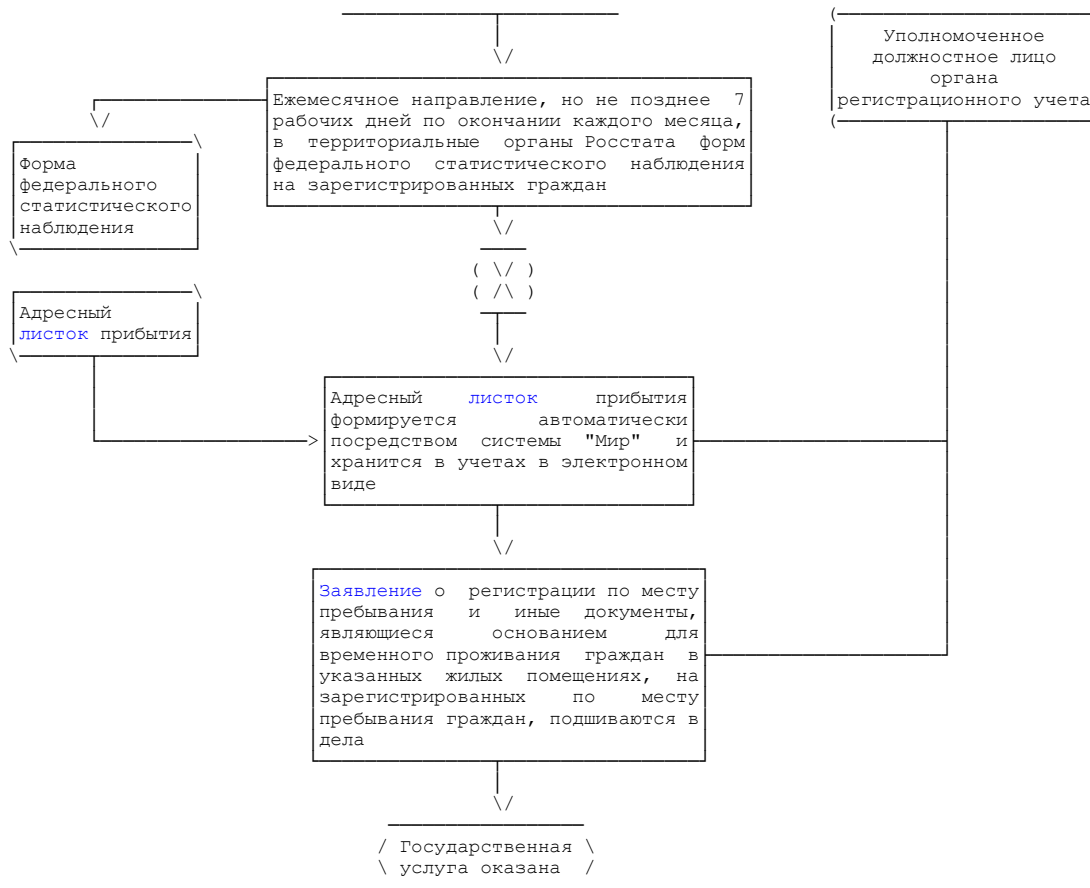 Уполномоченное
должностное лицо
органа
регистрационного учета
Ежемесячное направление, но не позднее 7
рабочих дней по окончании каждого месяца,
в территориальные органы Росстата форм
федерального статистического наблюдения
на зарегистрированных граждан
Форма
федерального
статистического
наблюдения
Адресный
листок прибытия
Адресный листок прибытия
формируется автоматически
посредством системы "Мир" и
хранится в учетах в электронном
виде
Заявление о регистрации по месту
пребывания и иные документы,
являющиеся основанием для
временного проживания граждан в
указанных жилых помещениях, на
зарегистрированных по месту
пребывания граждан, подшиваются в
дела
Государственная
услуга оказана